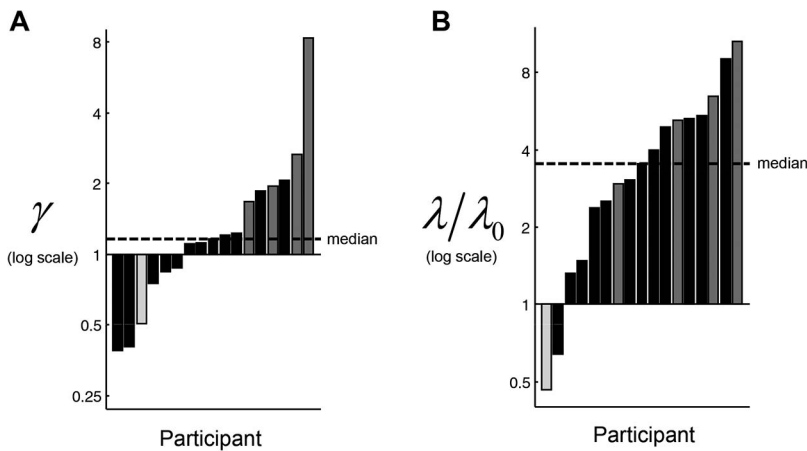 A
8
4
2
γ
median
1
(log scale)
0.5
0.25
Participant
B
8
4
median
λ/λ₀
2
(log scale)
1
0.5
Participant